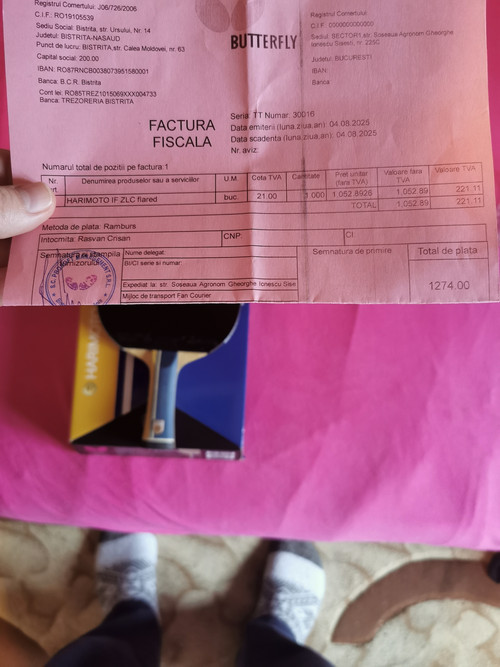 Registrul Comertului: J06/726/2006
C.I.F.: RO19105539
Sediu Social: Bistrita, str. Ursului, Nr. 14
Judetul: BISTRITA-NASAUD
Punct de lucru: BISTRITA,str. Calea Moldovei, nr. 63
Capital social: 200.00
IBAN: RO87RNCB0038073951580001
Banca: B.C.R. Bistrita
Cont lei: RO85TREZ1015069XXX004733
Banca: TREZORERIA BISTRITA
BUTTERFLY
Registrul Comertului:
C.I.F.: 000000000000
Sediul: SECTOR1,str. Soseaua Agronom Gheorghe
Ionescu Sisesti, nr. 225C
Judetul: BUCURESTI
IBAN:
Banca
FACTURA
FISCALA
Seria: TT Numar: 30016
Data emiterii (luna,ziua,an): 04.08.2025
Data scadenta (luna,ziua,an): 04.08.2025
Nr. aviz:
Numarul total de pozitii pe factura:1
Nr. crt. Denumirea produselor sau a serviciilor U.M. Cota TVA Cantitate Pret unitar (fara TVA) Valoare fara TVA Valoare TVA
HARIMOTO IF ZLC flared buc. 21.00 1.000 1,052.8926 1,052.89 221.11
TOTAL 1,052.89 221.11
Metoda de plata: Ramburs
Intocmita: Rasvan Crisan CNP: CI
Semnatura si stampila furnizorului
Nume delegat:
BI/CI serie si numar:
Expediat la: str. Soseaua Agronom Gheorghe Ionescu Sise
Mijloc de transport Fan Courier
Semnatura de primire
Total de plata
1274.00
HARIMO